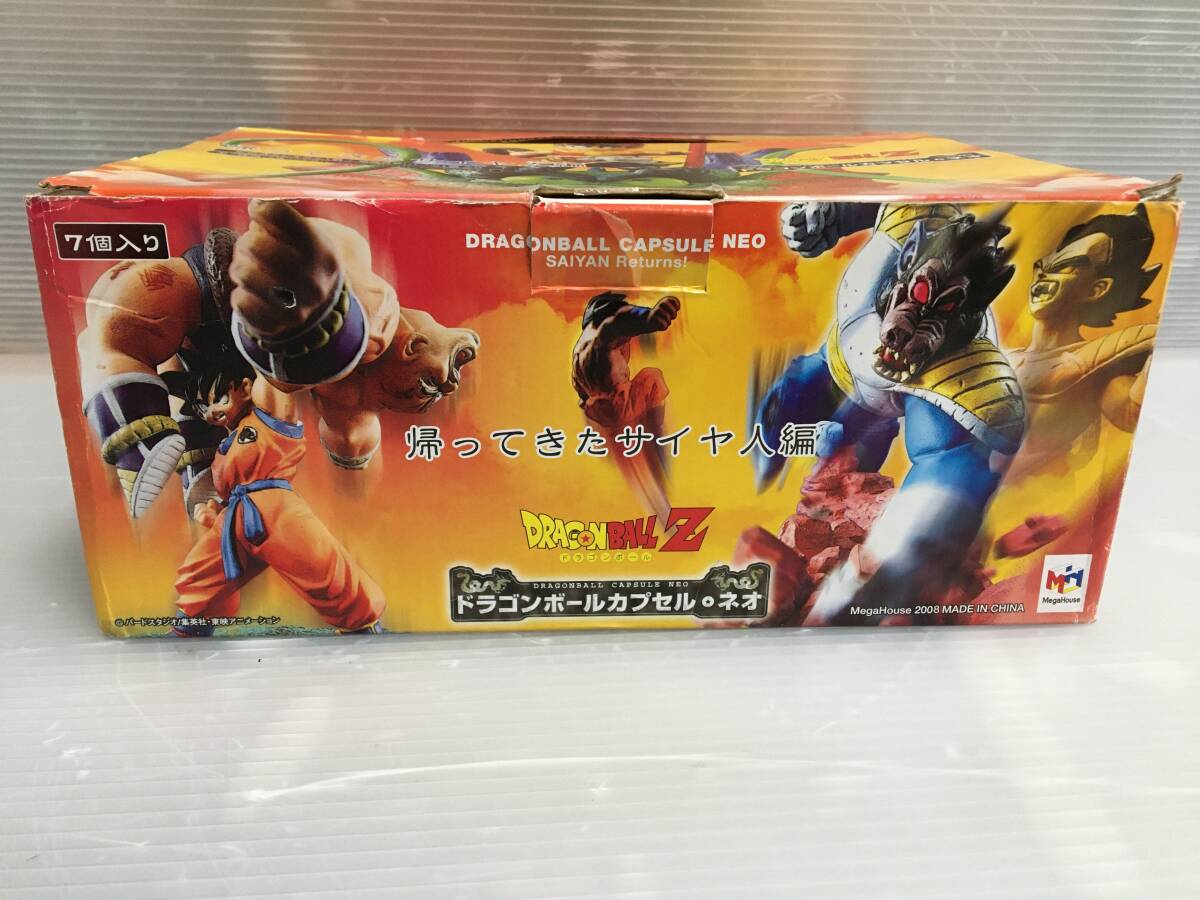 7個入り
DRAGONBALL CAPSULE NEO
SAIYAN Returns!
帰ってきたサイヤ人編
DRAGONBALL Z
ドラゴンボール
DRAGONBALL CAPSULE NEO
ドラゴンボールカプセル・ネオ
©バードスタジオ/集英社・東映アニメーション
MegaHouse 2008 MADE IN CHINA
MegaHouse